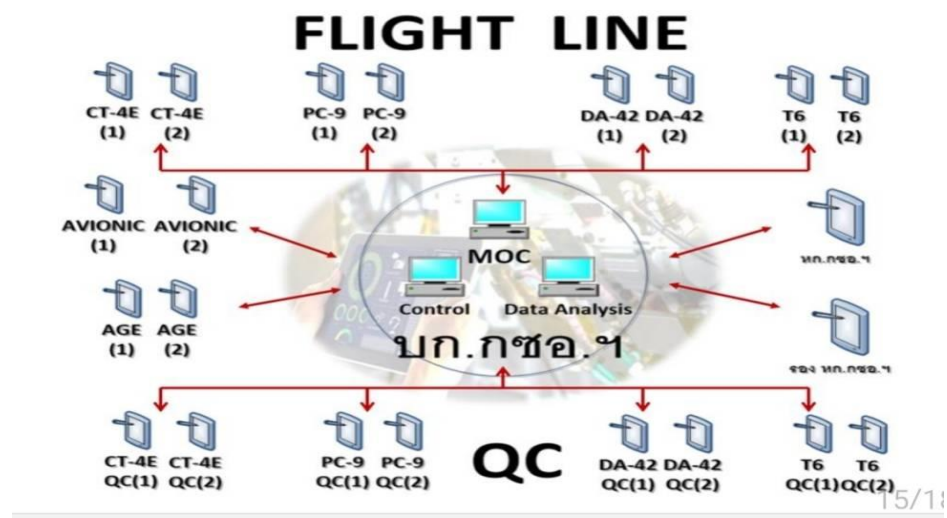 FLIGHT LINE
CT-4E CT-4E PC-9 PC-9 DA-42 DA-42 T6 T6
(1) (2) (1) (2) (1) (2) (1) (2)
AVIONIC AVIONIC
(1) (2)
MOC
หก.กซอ.ฯ
Control Data Analysis
AGE AGE
(1) (2)
บก.กซอ.ฯ
รอง หก.กซอ.ฯ
QC
CT-4E CT-4E PC-9 PC-9 DA-42 DA-42 T6 T6
QC(1) QC(2) QC(1) QC(2) QC(1) QC(2) QC(1) QC(2)
15/18